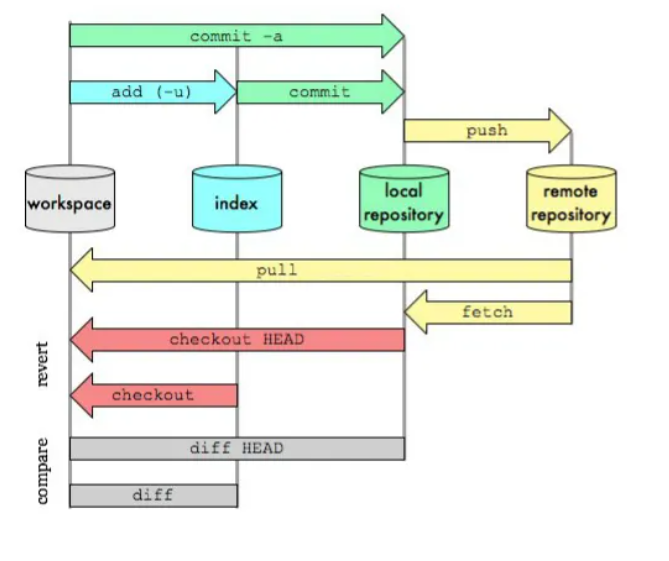 commit -a
add (-u)
commit
push
workspace
index
local
repository
remote
repository
pull
fetch
revert
checkout HEAD
checkout
compare
diff HEAD
diff